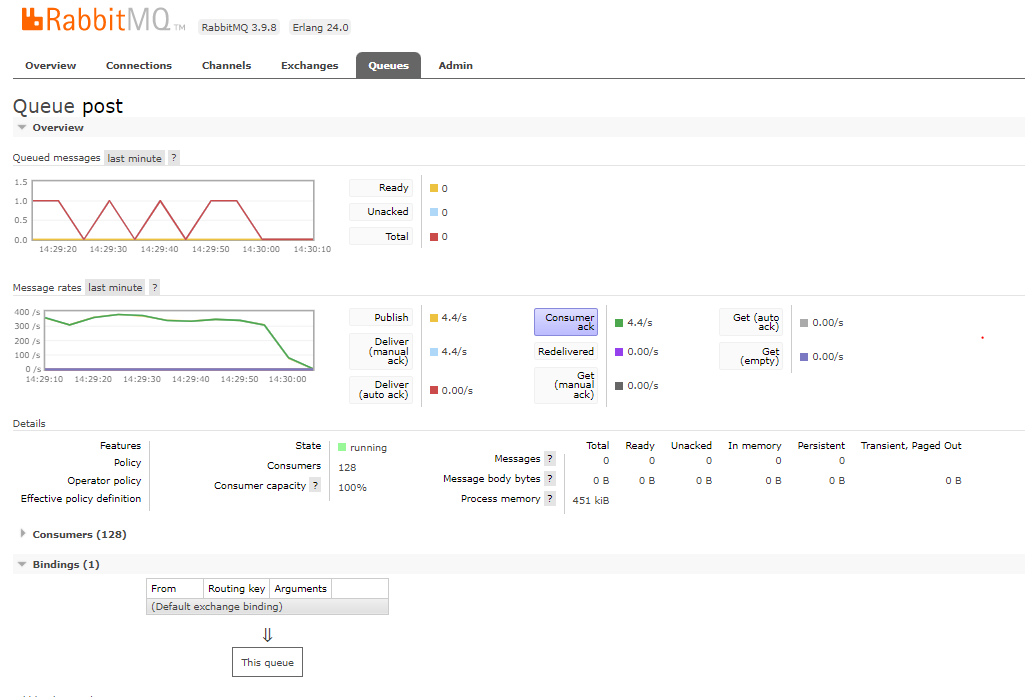 RabbitMQ TM RabbitMQ 3.9.8 Erlang 24.0
Overview Connections Channels Exchanges Queues Admin
Queue post
Overview
Queued messages last minute ?
1.5
1.0
0.5
0.0
14:29:20 14:29:30 14:29:40 14:29:50 14:30:00 14:30:10
Ready 0
Unacked 0
Total 0
Message rates last minute ?
400 /s
300 /s
200 /s
100 /s
0 /s
14:29:10 14:29:20 14:29:30 14:29:40 14:29:50 14:30:00
Publish 4.4/s
Deliver
(manual 4.4/s
ack)
Deliver
(auto ack) 0.00/s
Consumer
ack 4.4/s
Redelivered 0.00/s
Get
(manual 0.00/s
ack)
Get (auto
ack) 0.00/s
Get
(empty) 0.00/s
Details
Features
Policy
Operator policy
Effective policy definition
State running
Consumers 128
Consumer capacity ? 100%
Total Ready Unacked In memory Persistent Transient, Paged Out
Messages ? 0 0 0 0 0
Message body bytes ? 0 B 0 B 0 B 0 B 0 B 0 B
Process memory ? 451 kiB
Consumers (128)
Bindings (1)
From Routing key Arguments
(Default exchange binding)
⇓
This queue